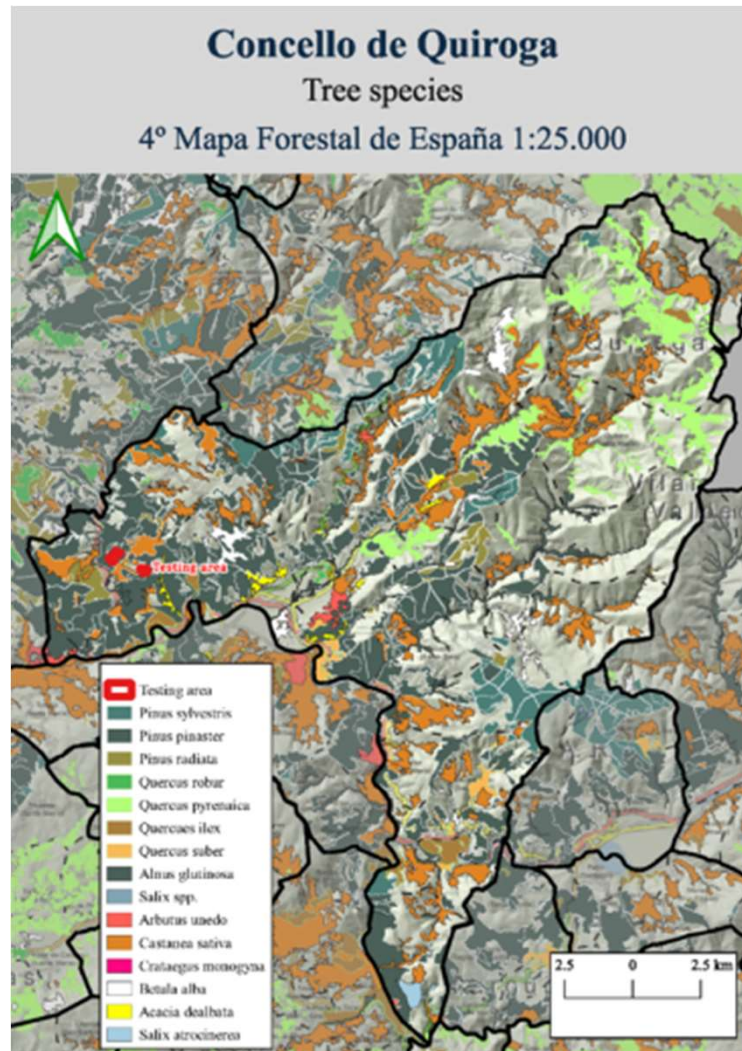 Concello de Quiroga
Tree species
4º Mapa Forestal de España 1:25.000
Quiroga
Testing area
Testing area
Pinus sylvestris
Pinus pinaster
Pinus radiata
Quercus robur
Quercus pyrenaica
Quercues ilex
Quercus suber
Alnus glutinosa
Salix spp.
Arbutus unedo
Castanea sativa
Crataegus monogyna
Betula alba
Acacia dealbata
Salix atrocinerea
2.5 0 2.5 km